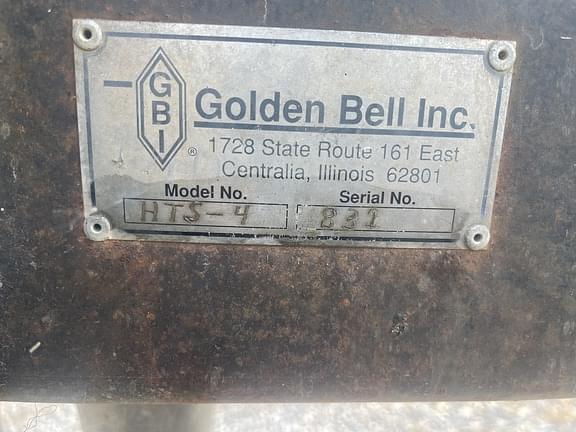 GBI
®
Golden Bell Inc.
1728 State Route 161 East
Centralia, Illinois 62801
Model No. Serial No.
HTS-4 831